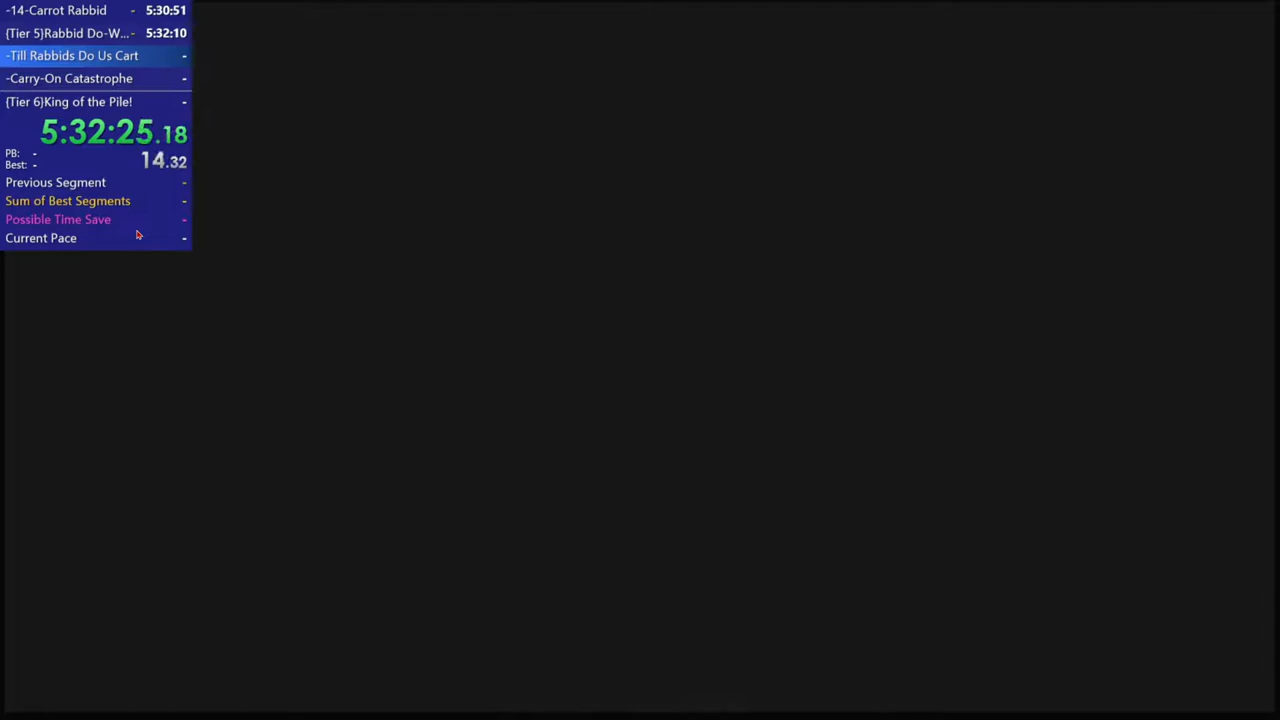 -14-Carrot Rabbid - 5:30:51
{Tier 5}Rabbid Do-W... - 5:32:10
-Till Rabbids Do Us Cart -
-Carry-On Catastrophe -
{Tier 6}King of the Pile! -
5:32:25.18
PB: -
Best: -
14.32
Previous Segment -
Sum of Best Segments -
Possible Time Save -
Current Pace -